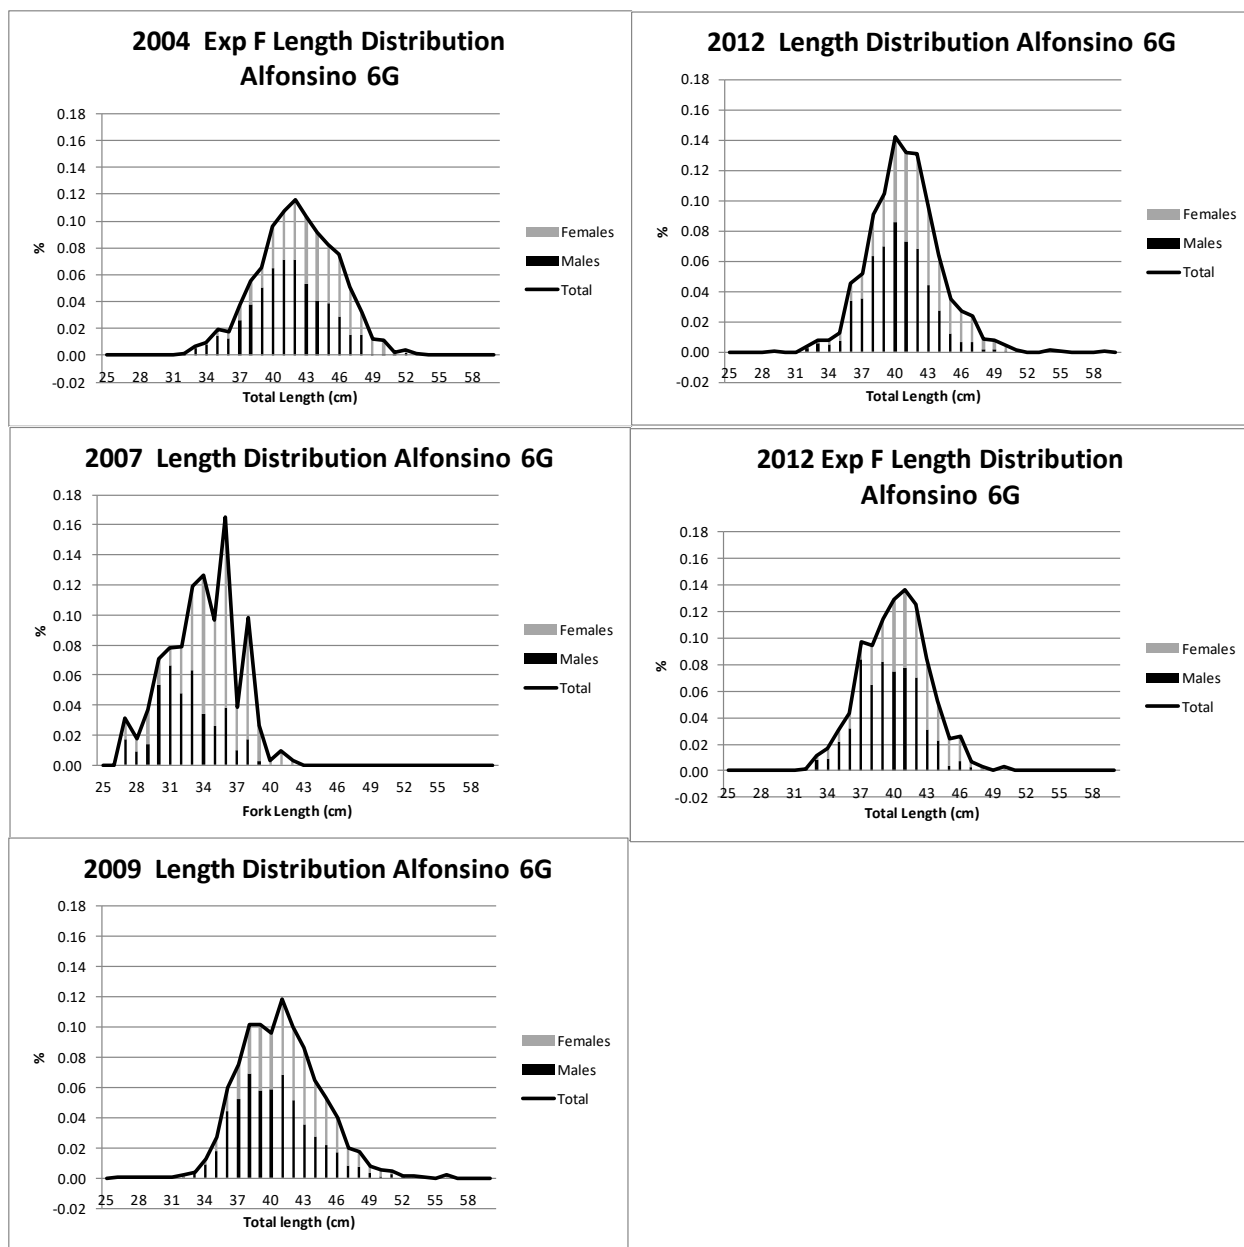 2004 Exp F Length Distribution
Alfonsino 6G
0.18
0.16
0.14
0.12
0.10
0.08
0.06
0.04
0.02
0.00
-0.02
%
25 28 31 34 37 40 43 46 49 52 55 58
Total Length (cm)
Females
Males
Total
2012 Length Distribution Alfonsino 6G
0.18
0.16
0.14
0.12
0.10
0.08
0.06
0.04
0.02
0.00
-0.02
%
25 28 31 34 37 40 43 46 49 52 55 58
Total Length (cm)
Females
Males
Total
2007 Length Distribution Alfonsino 6G
0.18
0.16
0.14
0.12
0.10
0.08
0.06
0.04
0.02
0.00
%
25 28 31 34 37 40 43 46 49 52 55 58
Fork Length (cm)
Females
Males
Total
2012 Exp F Length Distribution
Alfonsino 6G
0.18
0.16
0.14
0.12
0.10
0.08
0.06
0.04
0.02
0.00
-0.02
%
25 28 31 34 37 40 43 46 49 52 55 58
Total Length (cm)
Females
Males
Total
2009 Length Distribution Alfonsino 6G
0.18
0.16
0.14
0.12
0.10
0.08
0.06
0.04
0.02
0.00
-0.02
%
25 28 31 34 37 40 43 46 49 52 55 58
Total length (cm)
Females
Males
Total